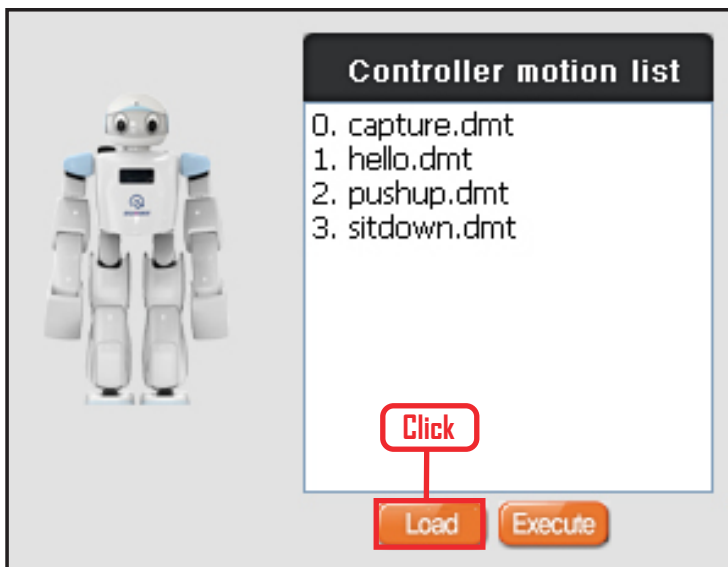 Controller motion list
0. capture.dmt
1. hello.dmt
2. pushup.dmt
3. sitdown.dmt
Click
Load Execute